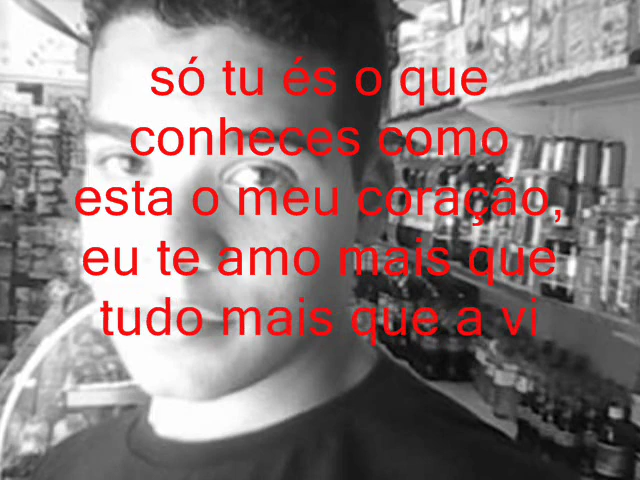 só tu és o que
conheces como
esta o meu coração,
eu te amo mais que
tudo mais que a vi